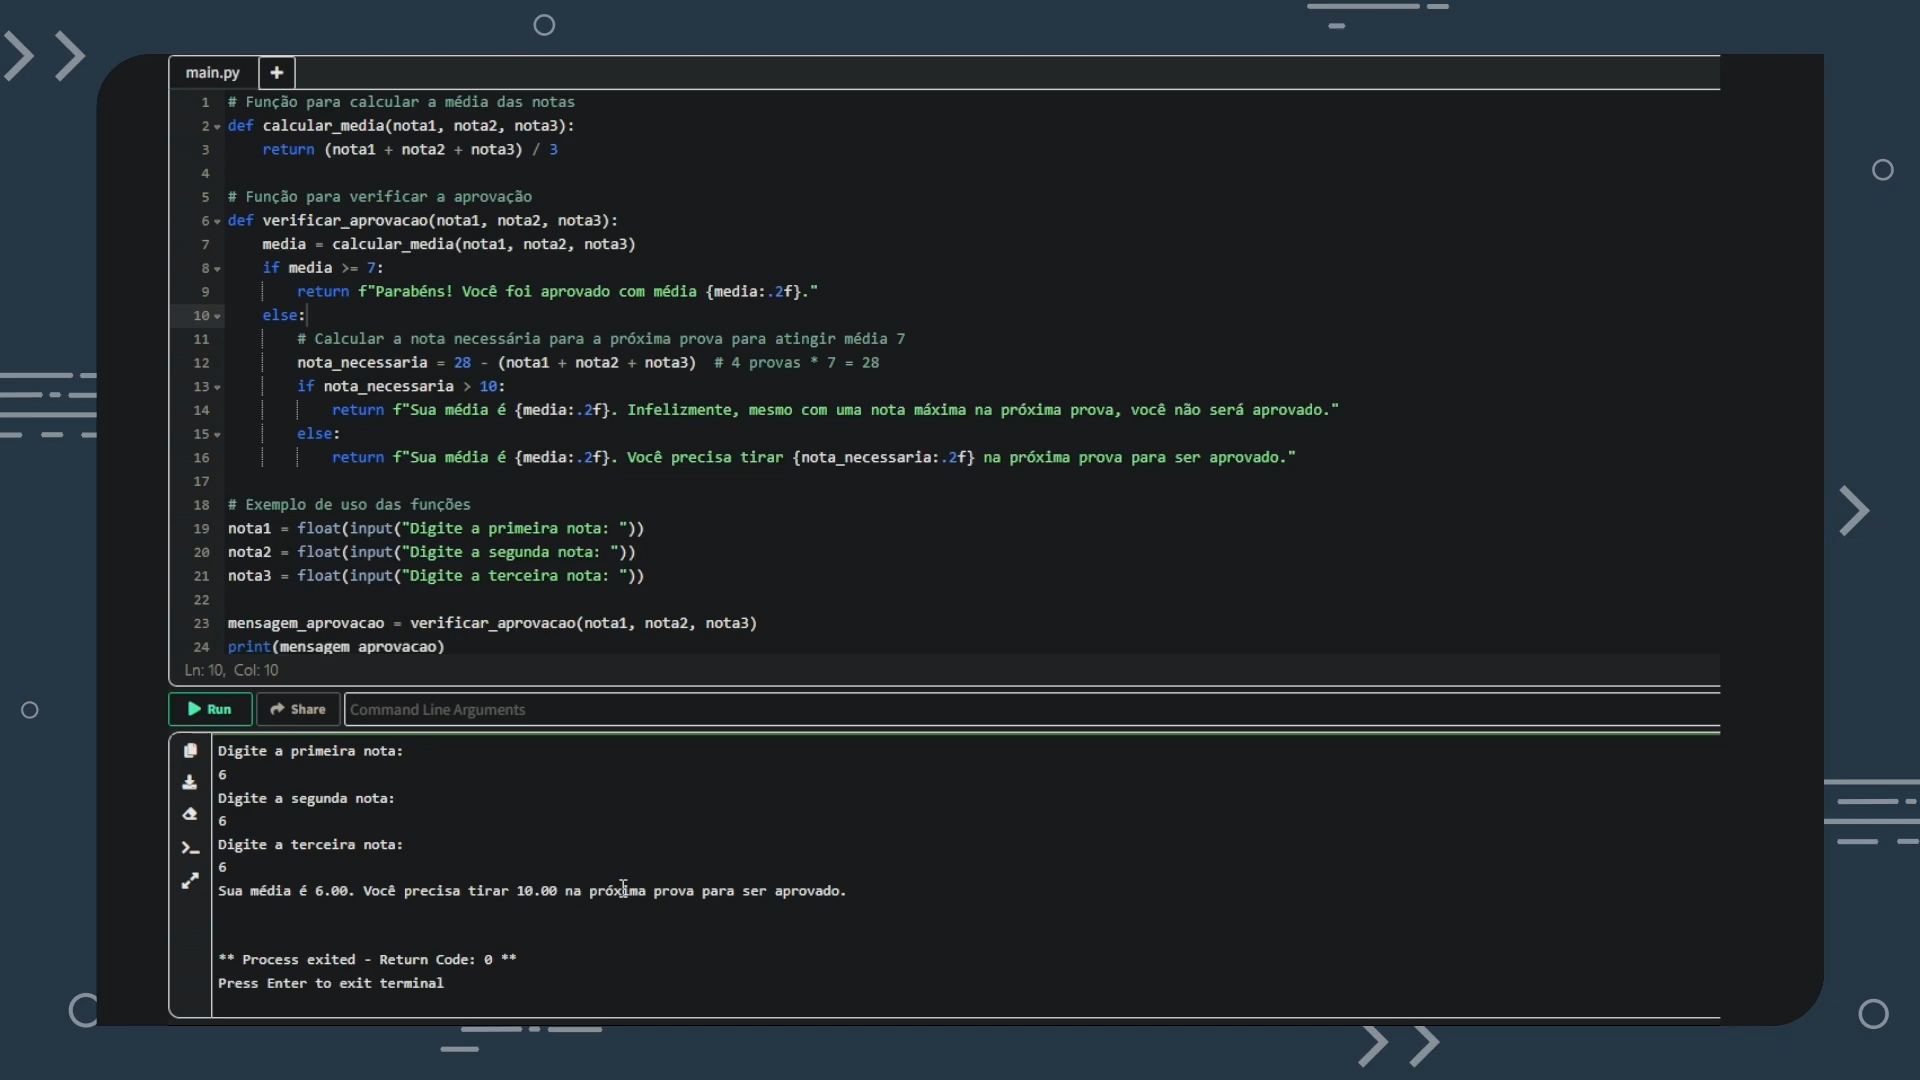 main.py +
1 # Função para calcular a média das notas
2 def calcular_media(nota1, nota2, nota3):
3     return (nota1 + nota2 + nota3) / 3
4
5 # Função para verificar a aprovação
6 def verificar_aprovacao(nota1, nota2, nota3):
7     media = calcular_media(nota1, nota2, nota3)
8     if media >= 7:
9         return f"Parabéns! Você foi aprovado com média {media:.2f}."
10     else:
11         # Calcular a nota necessária para a próxima prova para atingir média 7
12         nota_necessaria = 28 - (nota1 + nota2 + nota3)  # 4 provas * 7 = 28
13         if nota_necessaria > 10:
14             return f"Sua média é {media:.2f}. Infelizmente, mesmo com uma nota máxima na próxima prova, você não será aprovado."
15         else:
16             return f"Sua média é {media:.2f}. Você precisa tirar {nota_necessaria:.2f} na próxima prova para ser aprovado."
17
18 # Exemplo de uso das funções
19 nota1 = float(input("Digite a primeira nota: "))
20 nota2 = float(input("Digite a segunda nota: "))
21 nota3 = float(input("Digite a terceira nota: "))
22
23 mensagem_aprovacao = verificar_aprovacao(nota1, nota2, nota3)
24 print(mensagem_aprovacao)
Ln: 10, Col: 10
Run Share Command Line Arguments
Digite a primeira nota:
6
Digite a segunda nota:
6
Digite a terceira nota:
6
Sua média é 6.00. Você precisa tirar 10.00 na próxima prova para ser aprovado.
** Process exited - Return Code: 0 **
Press Enter to exit terminal